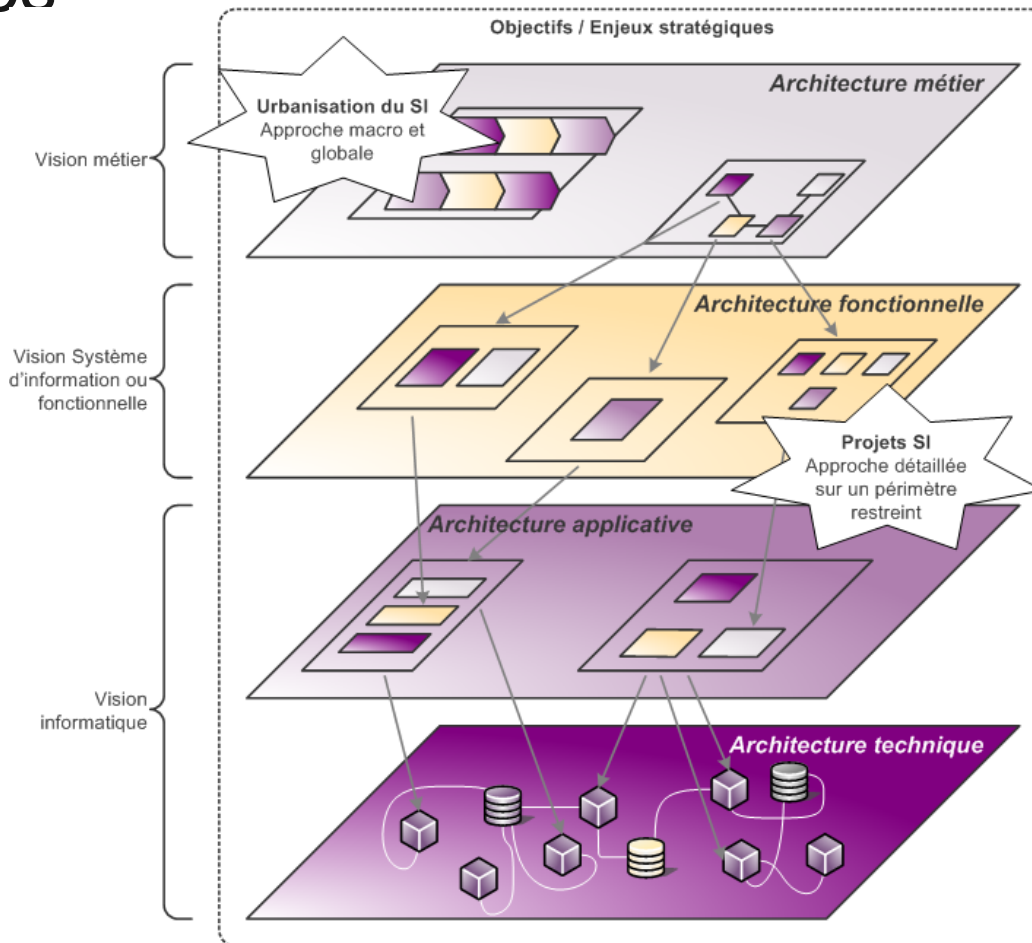 Objectifs / Enjeux stratégiques
Architecture métier
Urbanisation du SI
Approche macro et
globale
Vision métier
Architecture fonctionnelle
Vision Système
d'information ou
fonctionnelle
Projets SI
Approche détaillée
sur un périmètre
restreint
Architecture applicative
Vision
informatique
Architecture technique